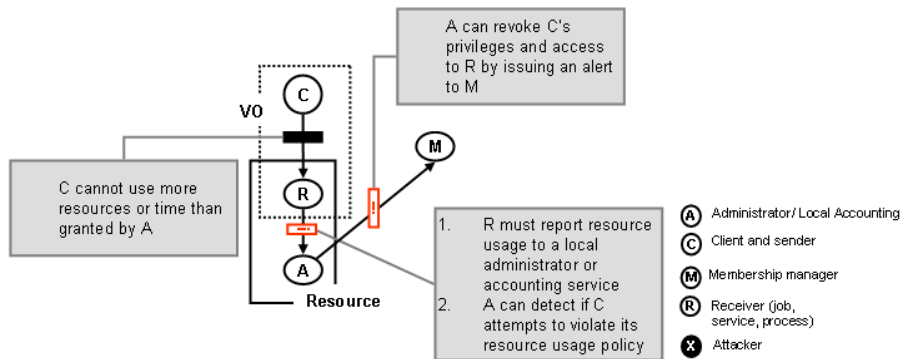 A can revoke C's
privileges and access
to R by issuing an alert
to M
VO
C
M
C cannot use more
resources or time than
granted by A
R
!
!
A
Resource
1. R must report resource
usage to a local
administrator or
accounting service
2. A can detect if C
attempts to violate its
resource usage policy
A Administrator/ Local Accounting
C Client and sender
M Membership manager
R Receiver (job,
service, process)
X Attacker